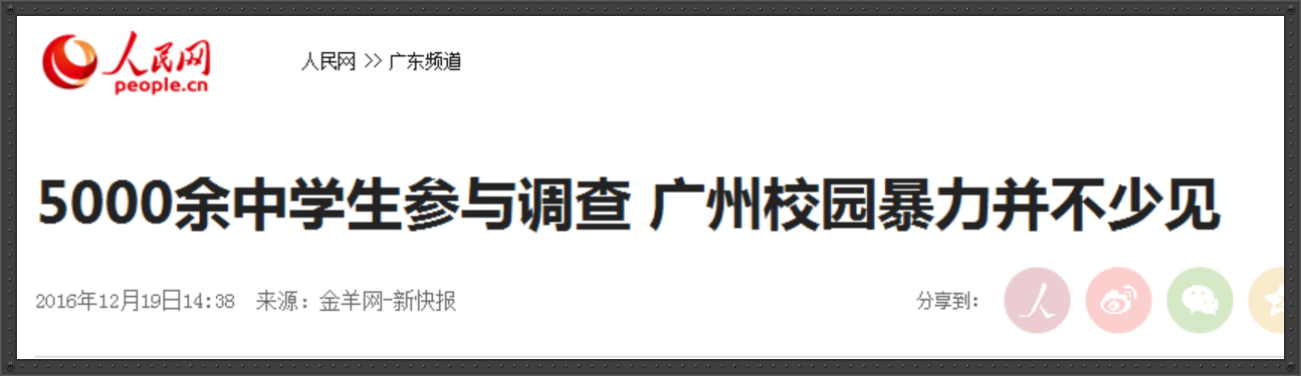 人民网 人民网 >> 广东频道
people.cn
5000余中学生参与调查 广州校园暴力并不少见
2016年12月19日14:38 来源：金羊网-新快报 分享到：
人